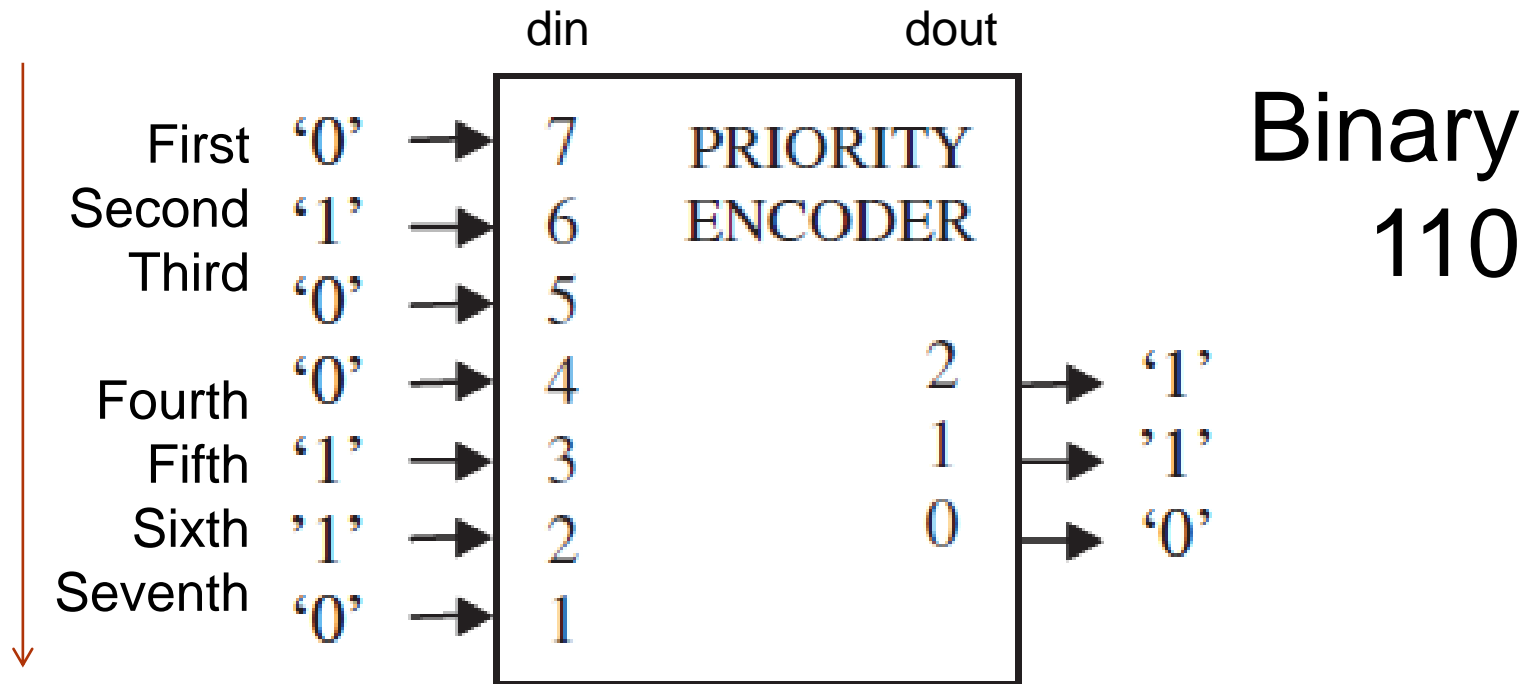 din dout
First ‘0’ 7 PRIORITY Binary
Second ‘1’ 6 ENCODER 110
Third ‘0’ 5
Fourth ‘0’ 4 2 ‘1’
Fifth ‘1’ 3 1 ’1’
Sixth ’1’ 2 0 ‘0’
Seventh ‘0’ 1